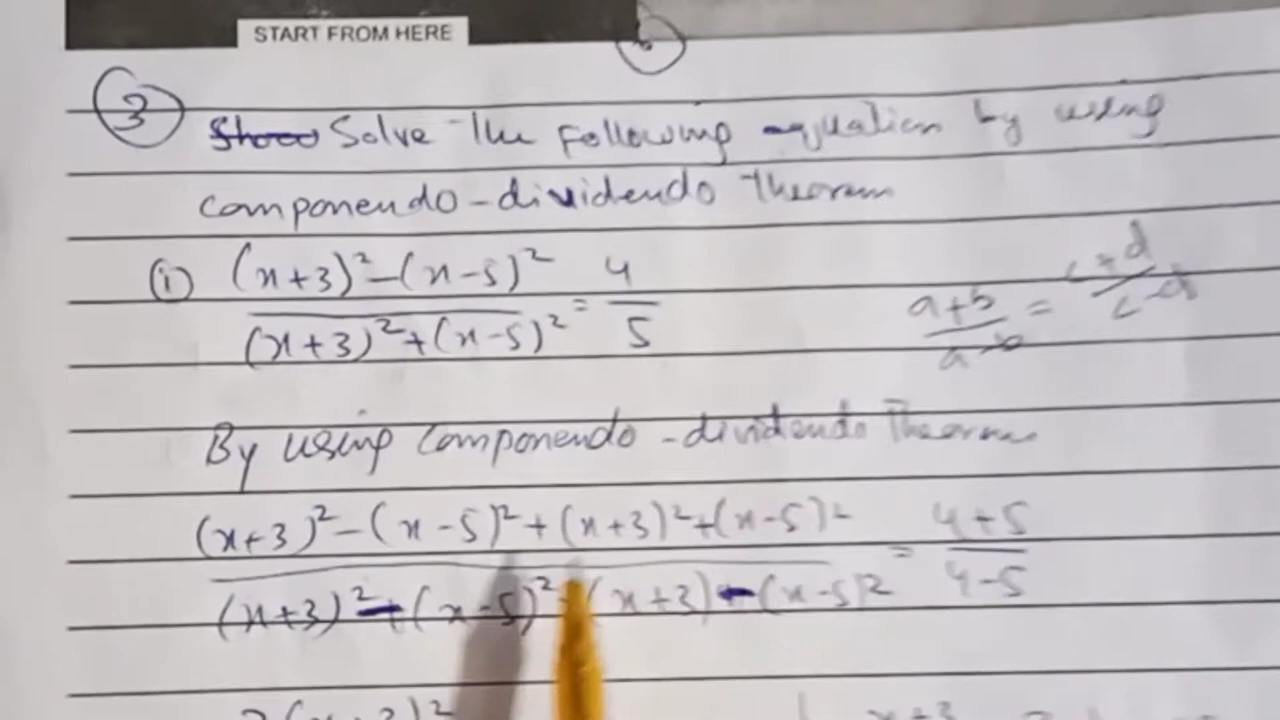 START FROM HERE
3
Solve the following equation by using
componendo-dividendo Theorem
(i) (x+3)²-(x-5)² / (x+3)²+(x-5)² = 4/5
a+b / a-b = c+d / c-d
By using componendo-dividendo Theorem
(x+3)²-(x-5)²+(x+3)²+(x-5)² / (x+3)²-(x-5)² (x+3)-(x-5)² = 4+5 / 4-5